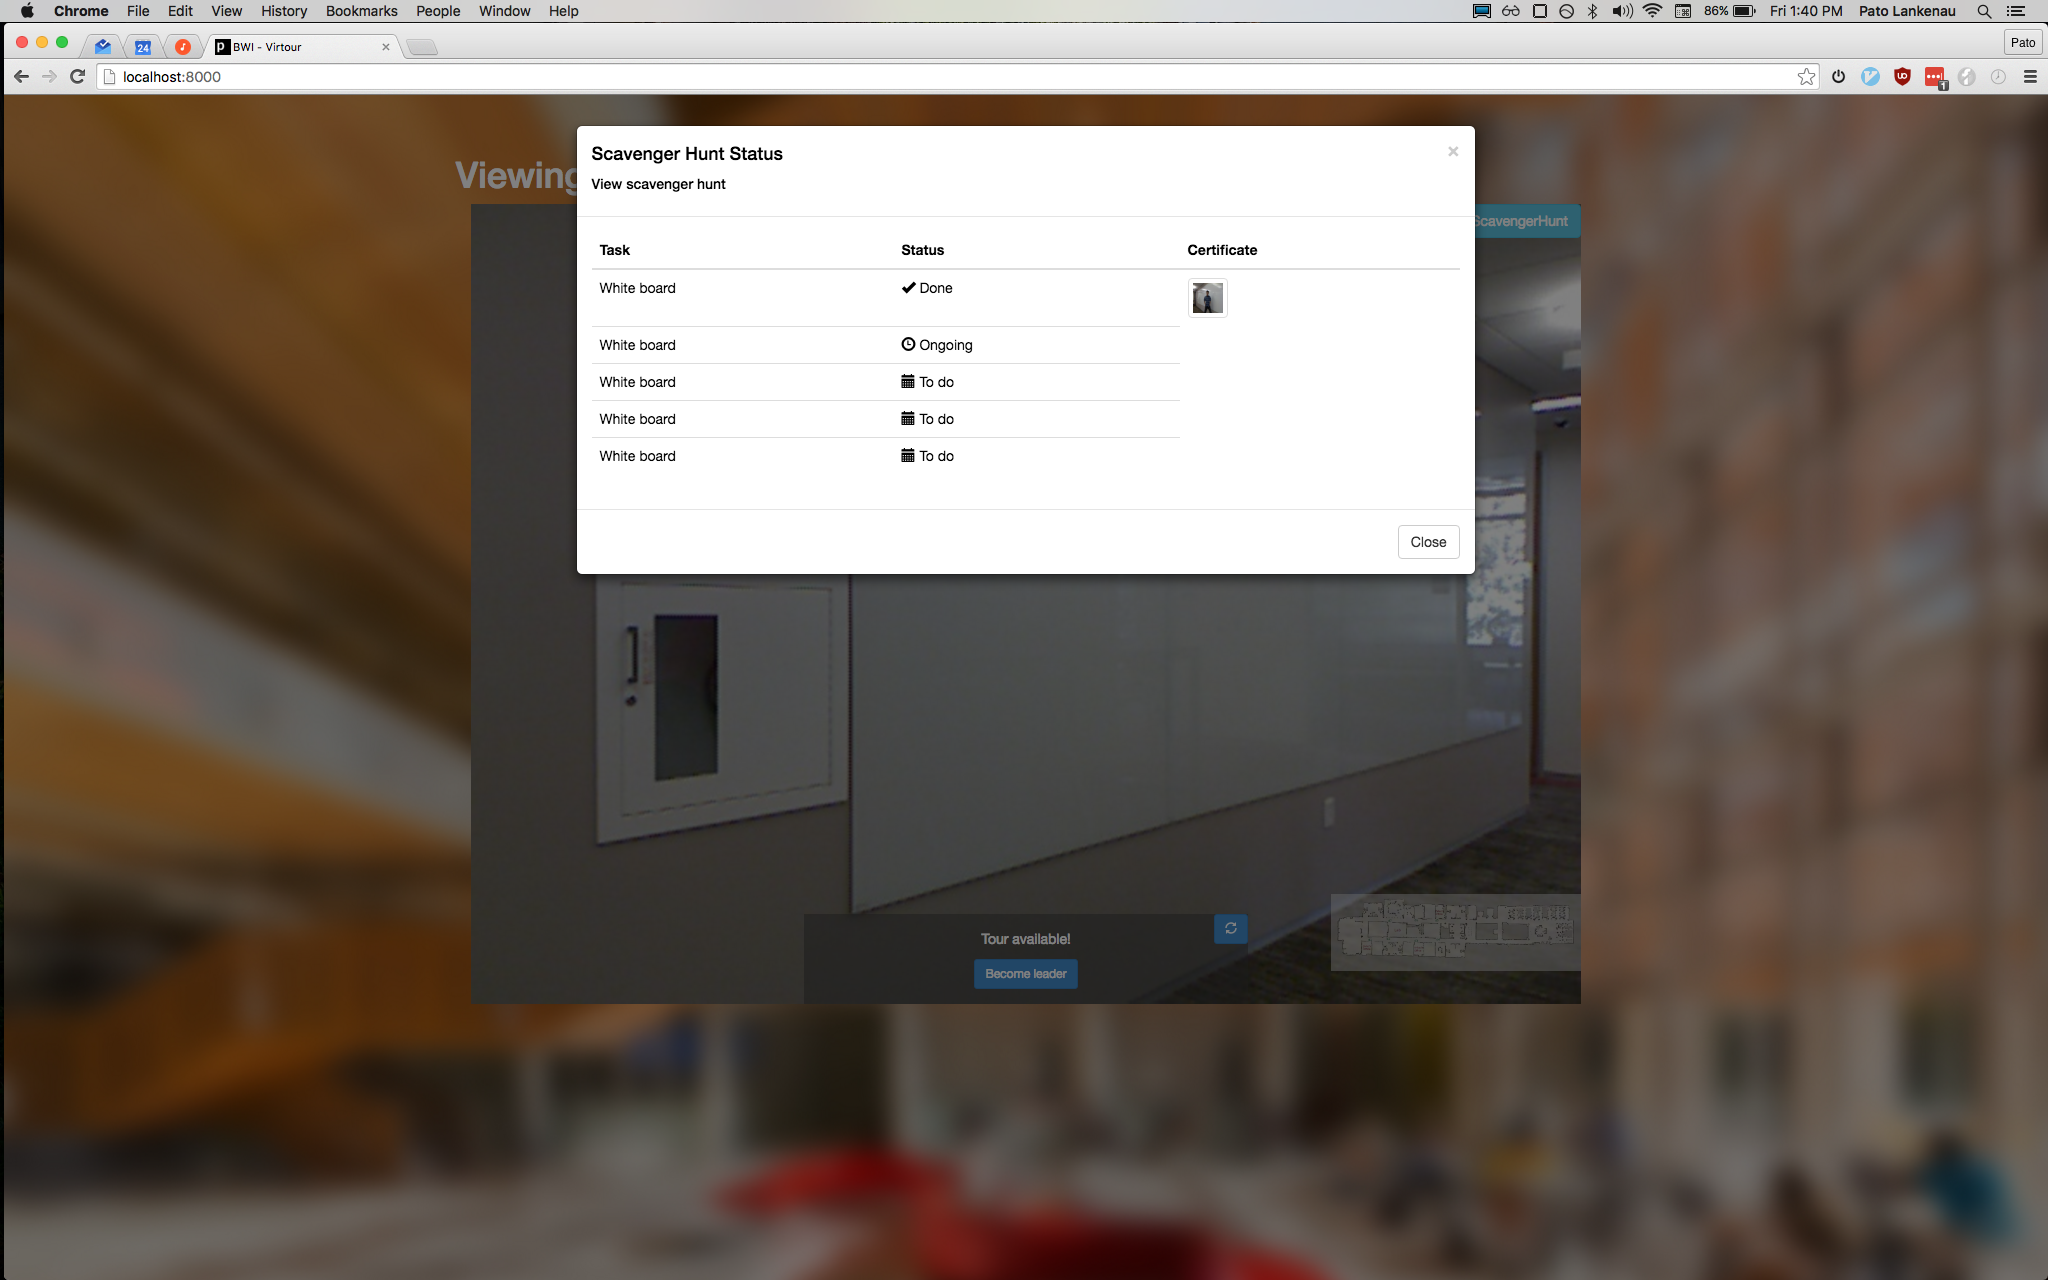 Chrome File Edit View History Bookmarks People Window Help 86% Fri 1:40 PM Pato Lankenau
24 BWI - Virtour Pato
localhost:8000
Scavenger Hunt Status
Viewing
View scavenger hunt
ScavengerHunt
Task Status Certificate
White board Done
White board Ongoing
White board To do
White board To do
White board To do
Close
Tour available!
Become leader